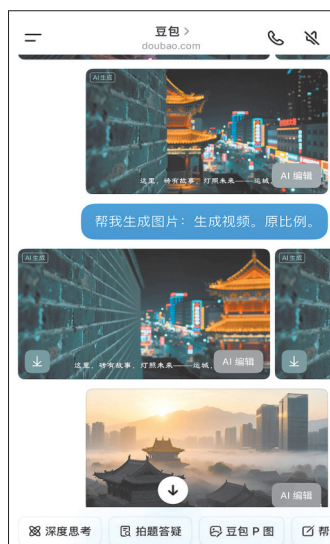 豆包 >
doubao.com
AI生成
这里，砖有故事，灯照未来——运城，
AI 编辑
帮我生成图片：生成视频。原比例。
AI生成
AI生成
这里，砖有故事，灯照未来——运城，
AI 编辑
AI 编辑
深度思考
拍题答疑
豆包 P 图
帮